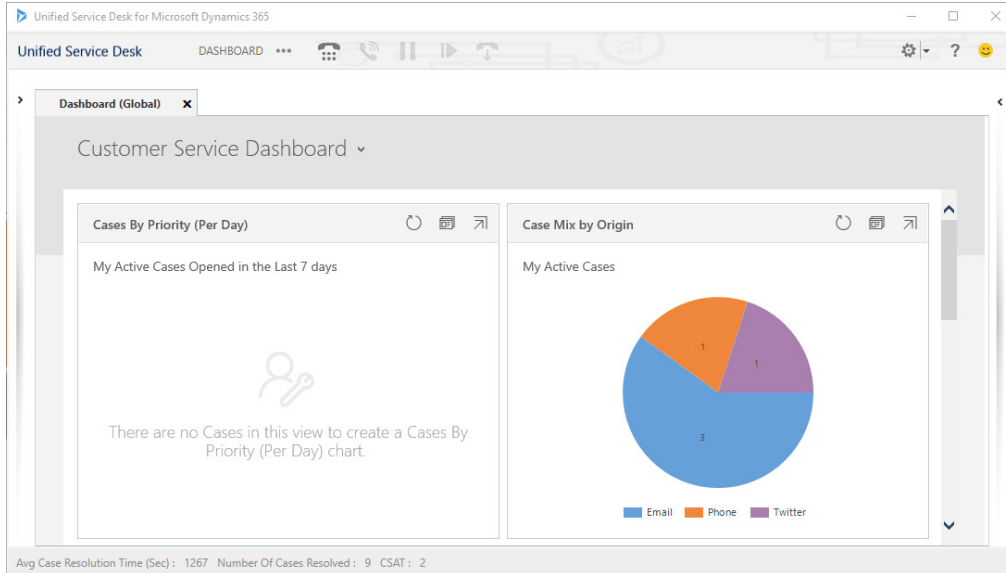 Unified Service Desk for Microsoft Dynamics 365
Unified Service Desk DASHBOARD ••• ?
Dashboard (Global) x
Customer Service Dashboard
Cases By Priority (Per Day)
My Active Cases Opened in the Last 7 days
There are no Cases in this view to create a Cases By
Priority (Per Day) chart.
Case Mix by Origin
My Active Cases
1
1
3
Email Phone Twitter
Avg Case Resolution Time (Sec) : 1267 Number Of Cases Resolved : 9 CSAT : 2